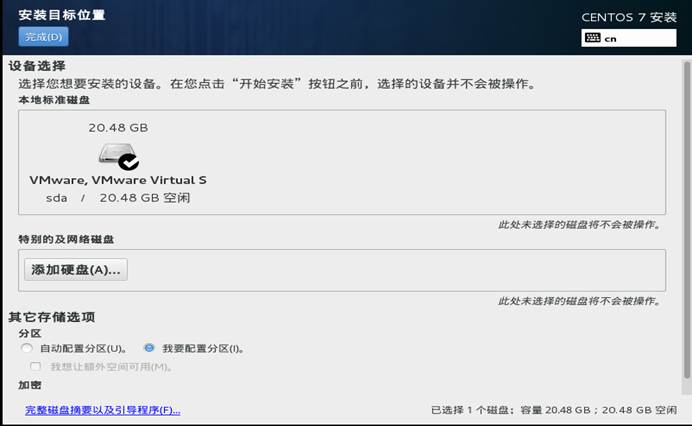 安装目标位置
CENTOS 7 安装
完成(D)
cn
设备选择
选择您想要安装的设备。在您点击“开始安装”按钮之前，选择的设备并不会被操作。
本地标准磁盘
20.48 GB
VMware, VMware Virtual S
sda / 20.48 GB 空闲
此处未选择的磁盘将不会被操作。
特别的及网络磁盘
添加硬盘(A)...
此处未选择的磁盘将不会被操作。
其它存储选项
分区
自动配置分区(U)。 我要配置分区(I)。
我想让额外空间可用(M)。
加密
完整磁盘摘要以及引导程序(F)...
已选择 1 个磁盘；容量 20.48 GB；20.48 GB 空闲